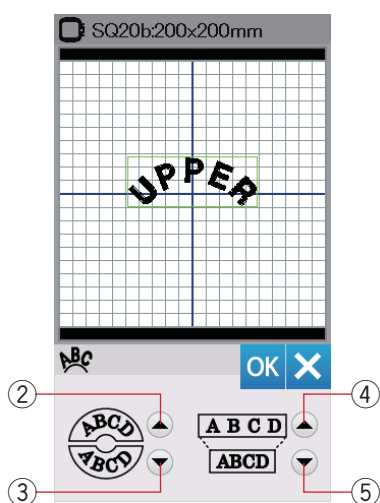 SQ20b:200x200mm
UPPER
ABC
OK
② ④
ABCD A B C D
ABCD ABCD
③ ⑤